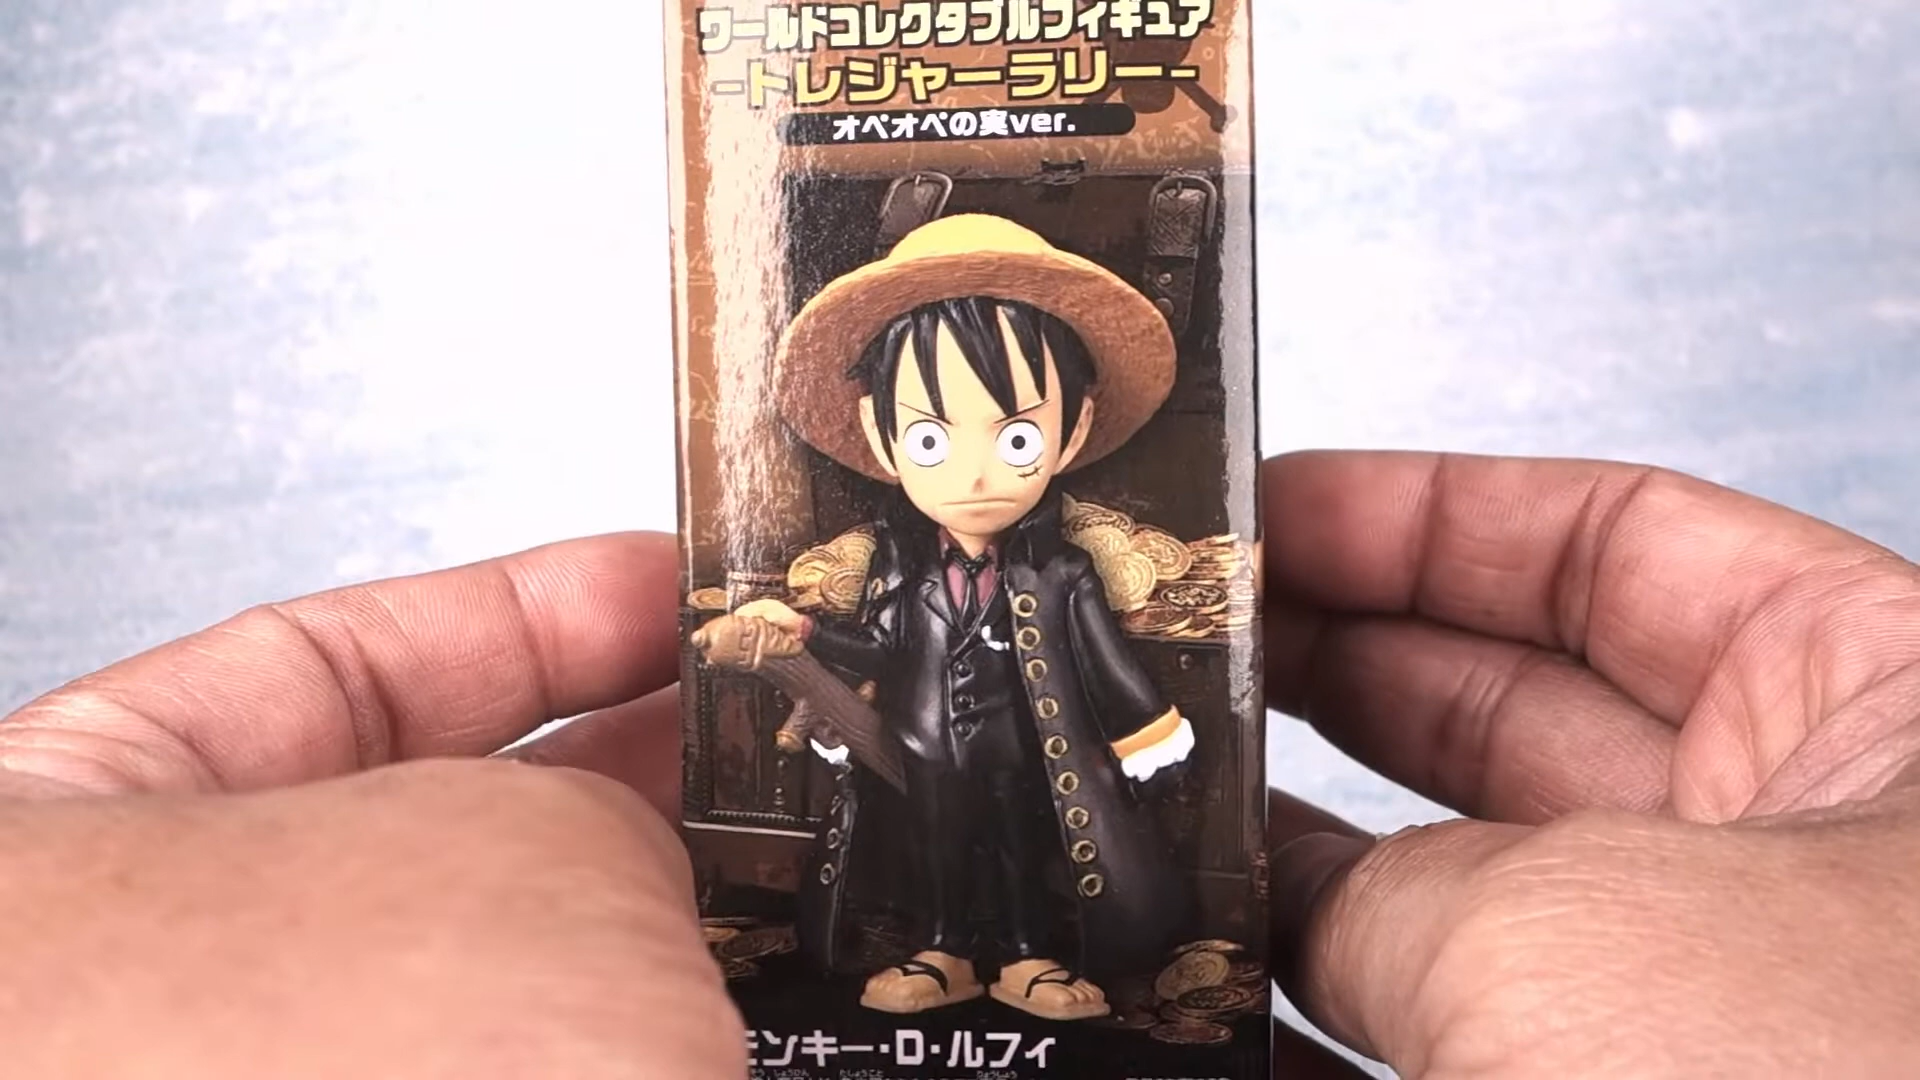 ワールドコレクタブルフィギュア
-トレジャーラリー-
オペオペの実ver.
モンキー・D・ルフィ